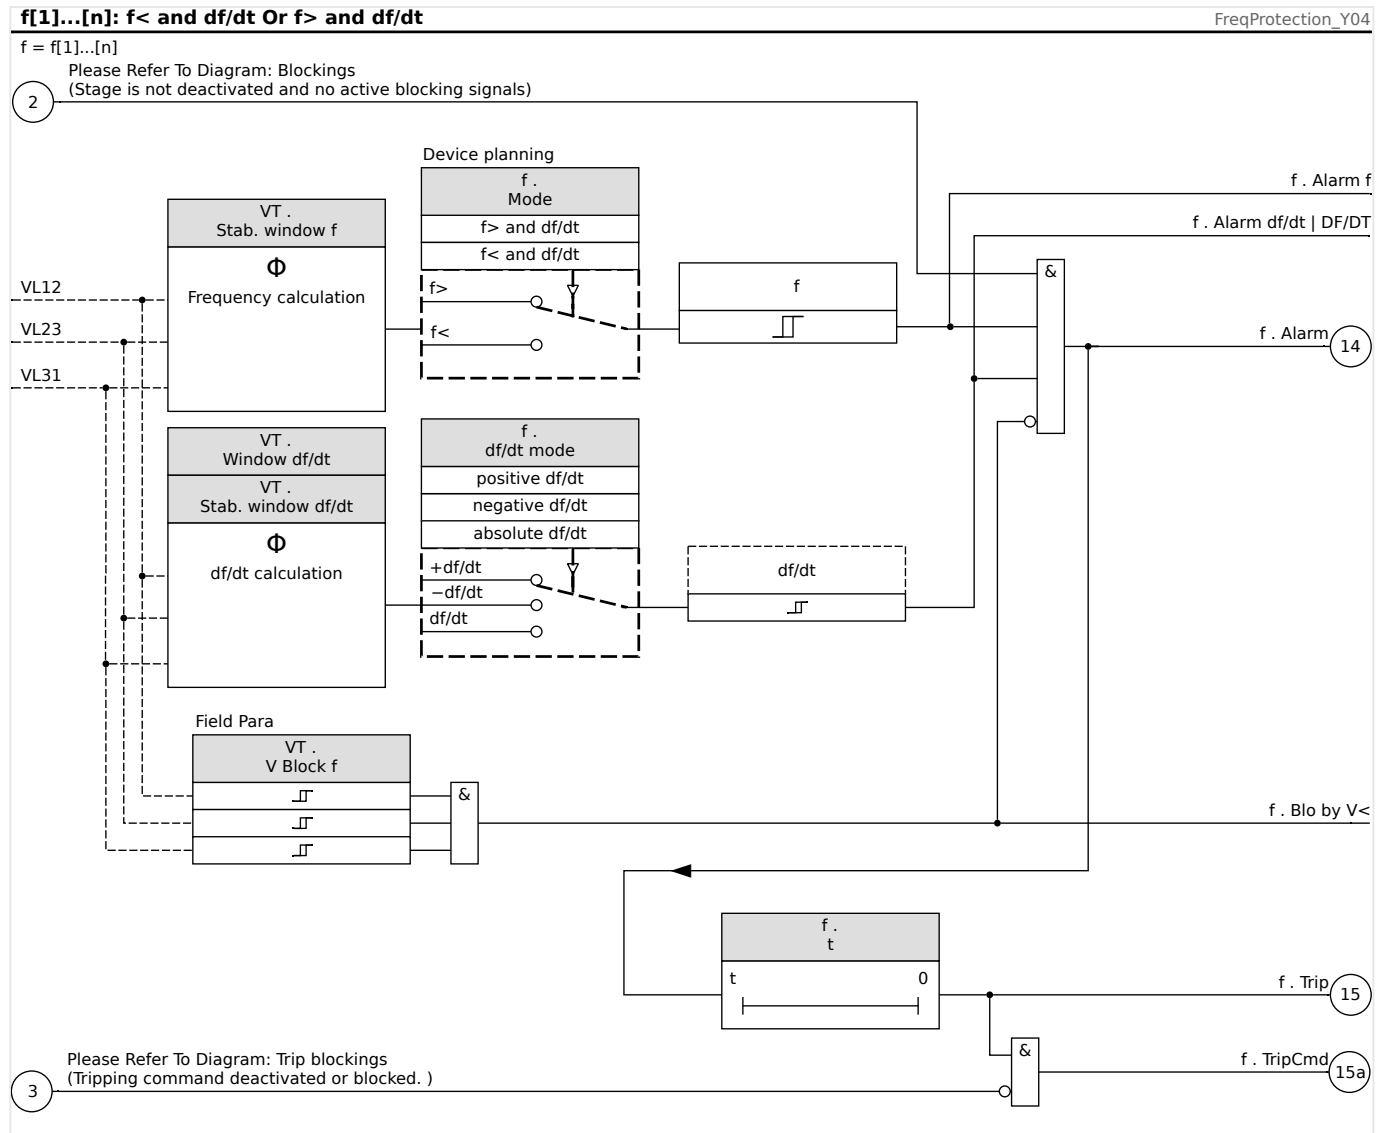 f[1]...[n]: f< and df/dt Or f> and df/dt
FreqProtection_Y04
f = f[1]...[n]
Please Refer To Diagram: Blockings
(Stage is not deactivated and no active blocking signals)
2
Device planning
f .
Mode
f> and df/dt
f< and df/dt
f>
f<
VT .
Stab. window f
Φ
Frequency calculation
VL12
VL23
VL31
f
f . Alarm f
f . Alarm df/dt | DF/DT
&
f . Alarm
14
VT .
Window df/dt
VT .
Stab. window df/dt
Φ
df/dt calculation
f .
df/dt mode
positive df/dt
negative df/dt
absolute df/dt
+df/dt
−df/dt
df/dt
df/dt
Field Para
VT .
V Block f
&
f . Blo by V<
f .
t
t
0
f . Trip
15
Please Refer To Diagram: Trip blockings
(Tripping command deactivated or blocked. )
3
&
f . TripCmd
15a